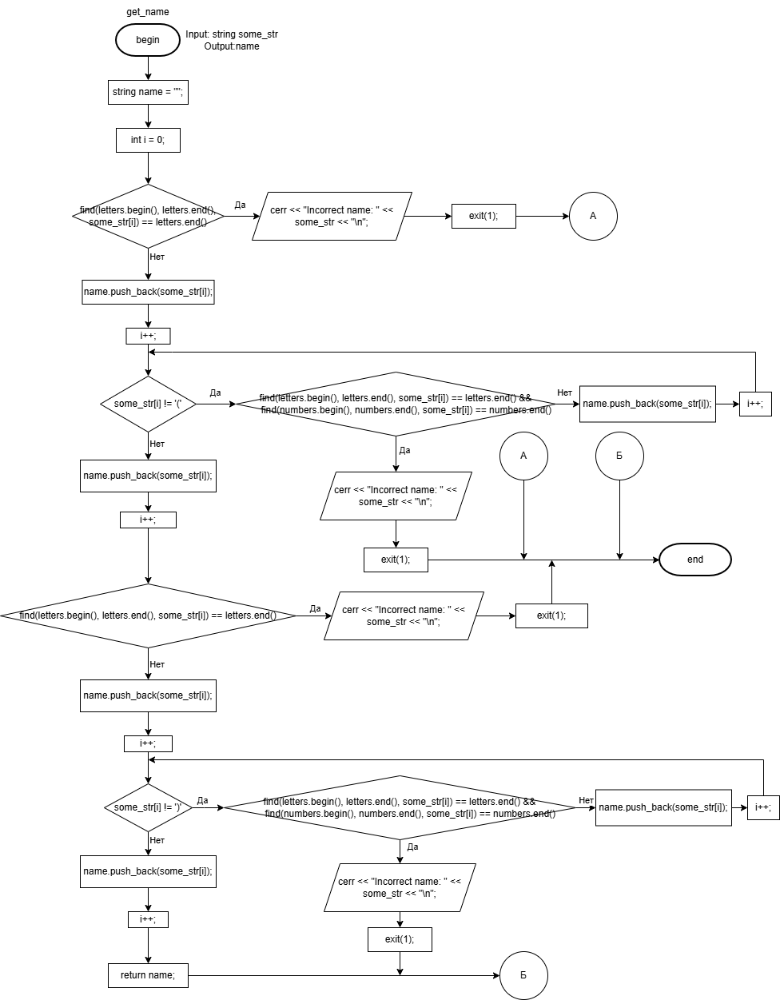 get_name
begin
Input: string some_str
Output:name
string name = "";
int i = 0;
find(letters.begin(), letters.end(),
some_str[i]) == letters.end()
Да
cerr << "Incorrect name: " <<
some_str << "\n";
exit(1);
А
Нет
name.push_back(some_str[i]);
i++;
some_str[i] != '('
Да
find(letters.begin(), letters.end(), some_str[i]) == letters.end() &&
find(numbers.begin(), numbers.end(), some_str[i]) == numbers.end()
Нет
name.push_back(some_str[i]);
i++;
Нет
Да
А
Б
name.push_back(some_str[i]);
cerr << "Incorrect name: " <<
some_str << "\n";
i++;
exit(1);
end
find(letters.begin(), letters.end(), some_str[i]) == letters.end()
Да
cerr << "Incorrect name: " <<
some_str << "\n";
exit(1);
Нет
name.push_back(some_str[i]);
i++;
some_str[i] != ')'
Да
find(letters.begin(), letters.end(), some_str[i]) == letters.end() &&
find(numbers.begin(), numbers.end(), some_str[i]) == numbers.end()
Нет
name.push_back(some_str[i]);
i++;
Нет
Да
name.push_back(some_str[i]);
cerr << "Incorrect name: " <<
some_str << "\n";
i++;
exit(1);
return name;
Б